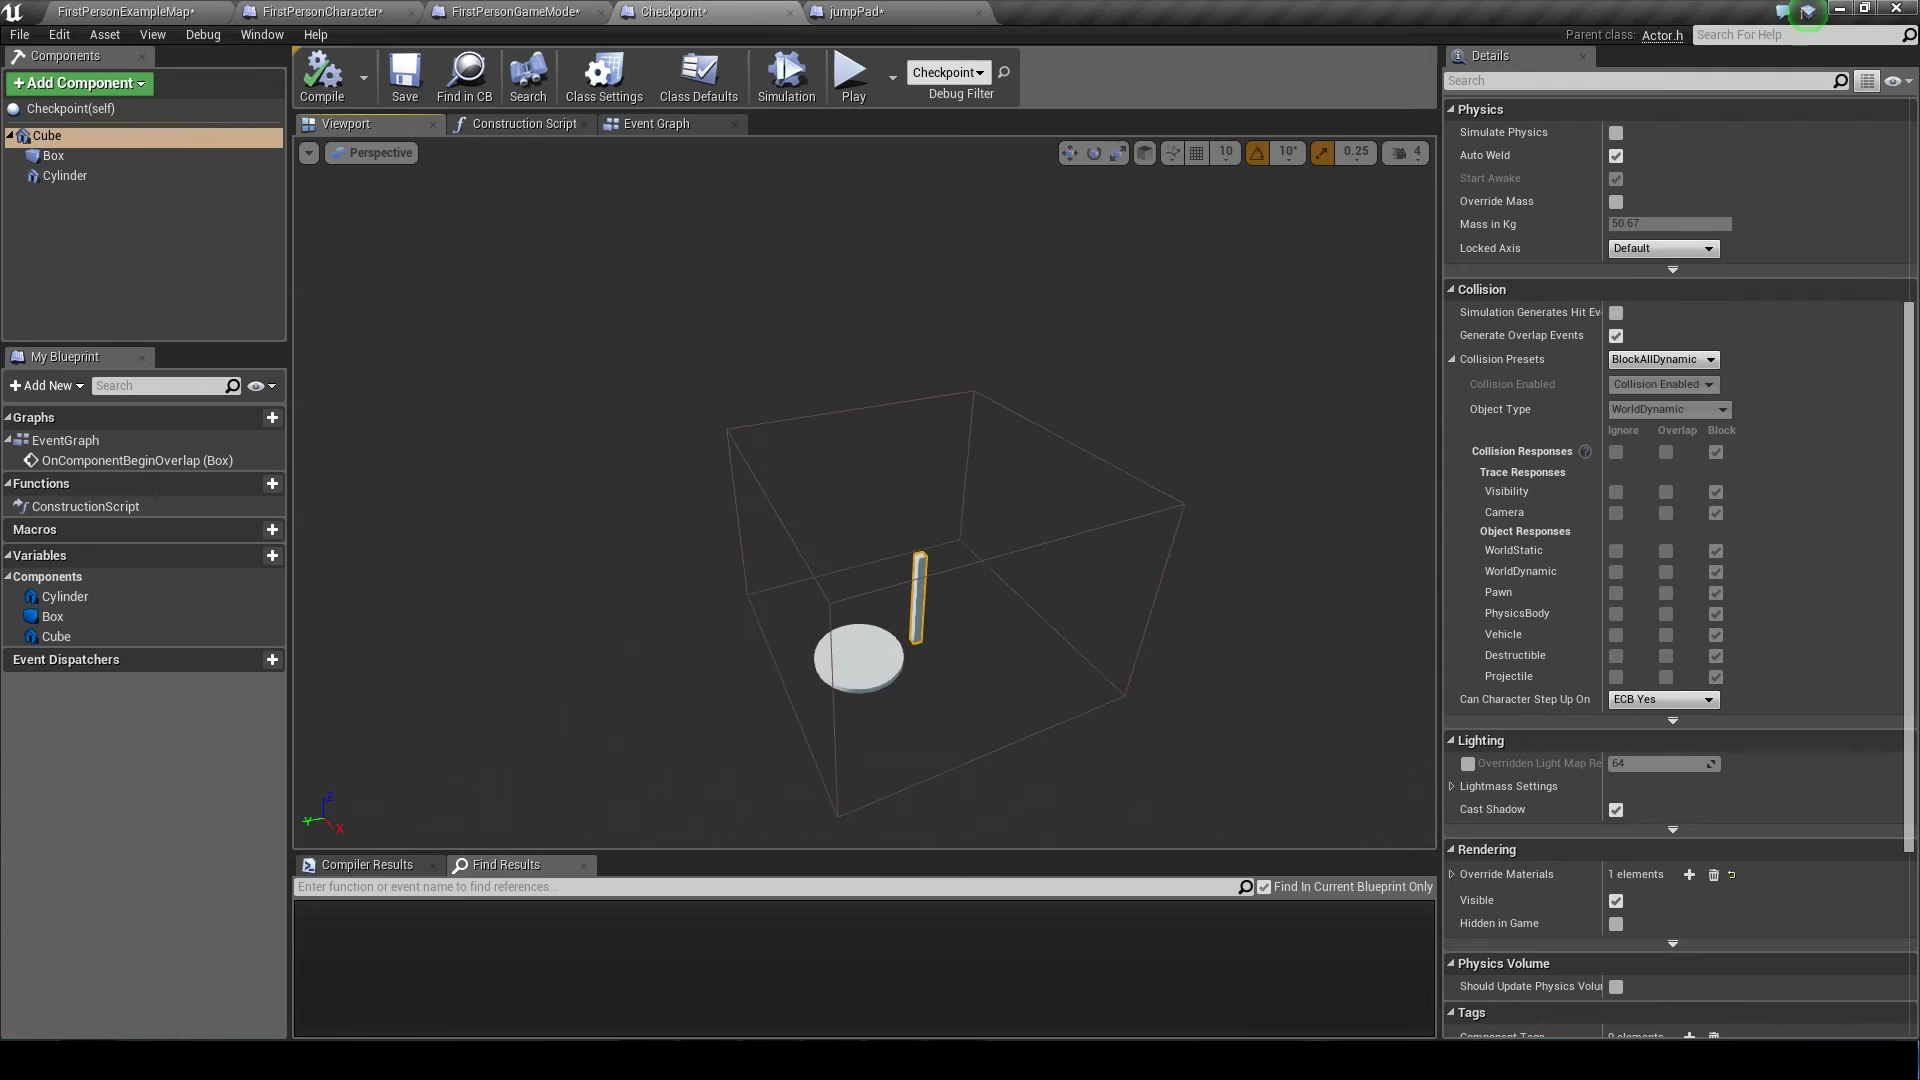 FirstPersonExampleMap*
FirstPersonCharacter*
FirstPersonGameMode*
Checkpoint*
jumpPad*
File Edit Asset View Debug Window Help
Parent class: Actor.h
Search For Help
Components
+Add Component
Checkpoint(self)
Cube
Box
Cylinder
Compile
Save
Find in CB
Search
Class Settings
Class Defaults
Simulation
Play
Checkpoint
Debug Filter
Viewport
Construction Script
Event Graph
Perspective
10
10°
0.25
4
My Blueprint
+Add New
Search
Graphs
EventGraph
OnComponentBeginOverlap (Box)
Functions
ConstructionScript
Macros
Variables
Components
Cylinder
Box
Cube
Event Dispatchers
Z
Y
X
Compiler Results
Find Results
Enter function or event name to find references...
Find In Current Blueprint Only
Details
Search
Physics
Simulate Physics
Auto Weld
Start Awake
Override Mass
Mass in Kg 50.67
Locked Axis Default
Collision
Simulation Generates Hit Ev
Generate Overlap Events
Collision Presets BlockAllDynamic
Collision Enabled Collision Enabled
Object Type WorldDynamic
Ignore Overlap Block
Collision Responses ?
Trace Responses
Visibility
Camera
Object Responses
WorldStatic
WorldDynamic
Pawn
PhysicsBody
Vehicle
Destructible
Projectile
Can Character Step Up On ECB Yes
Lighting
Overridden Light Map Re 64
Lightmass Settings
Cast Shadow
Rendering
Override Materials 1 elements
Visible
Hidden in Game
Physics Volume
Should Update Physics Volu
Tags
Component Tags 0 elements